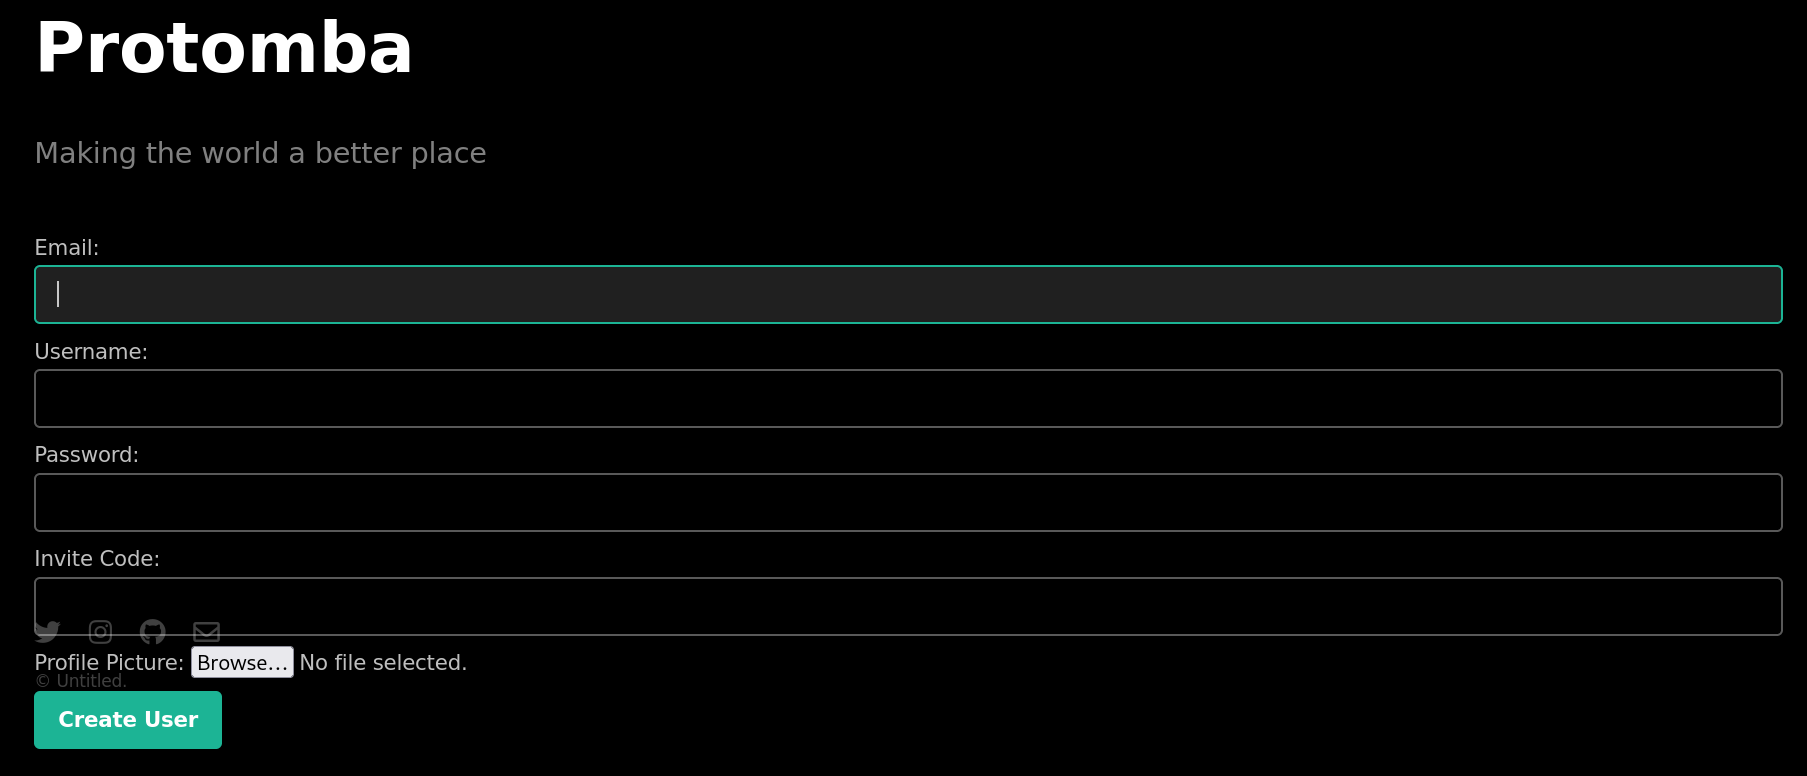 Protomba
Making the world a better place
Email:
Username:
Password:
Invite Code:
Profile Picture: Browse... No file selected.
© Untitled.
Create User